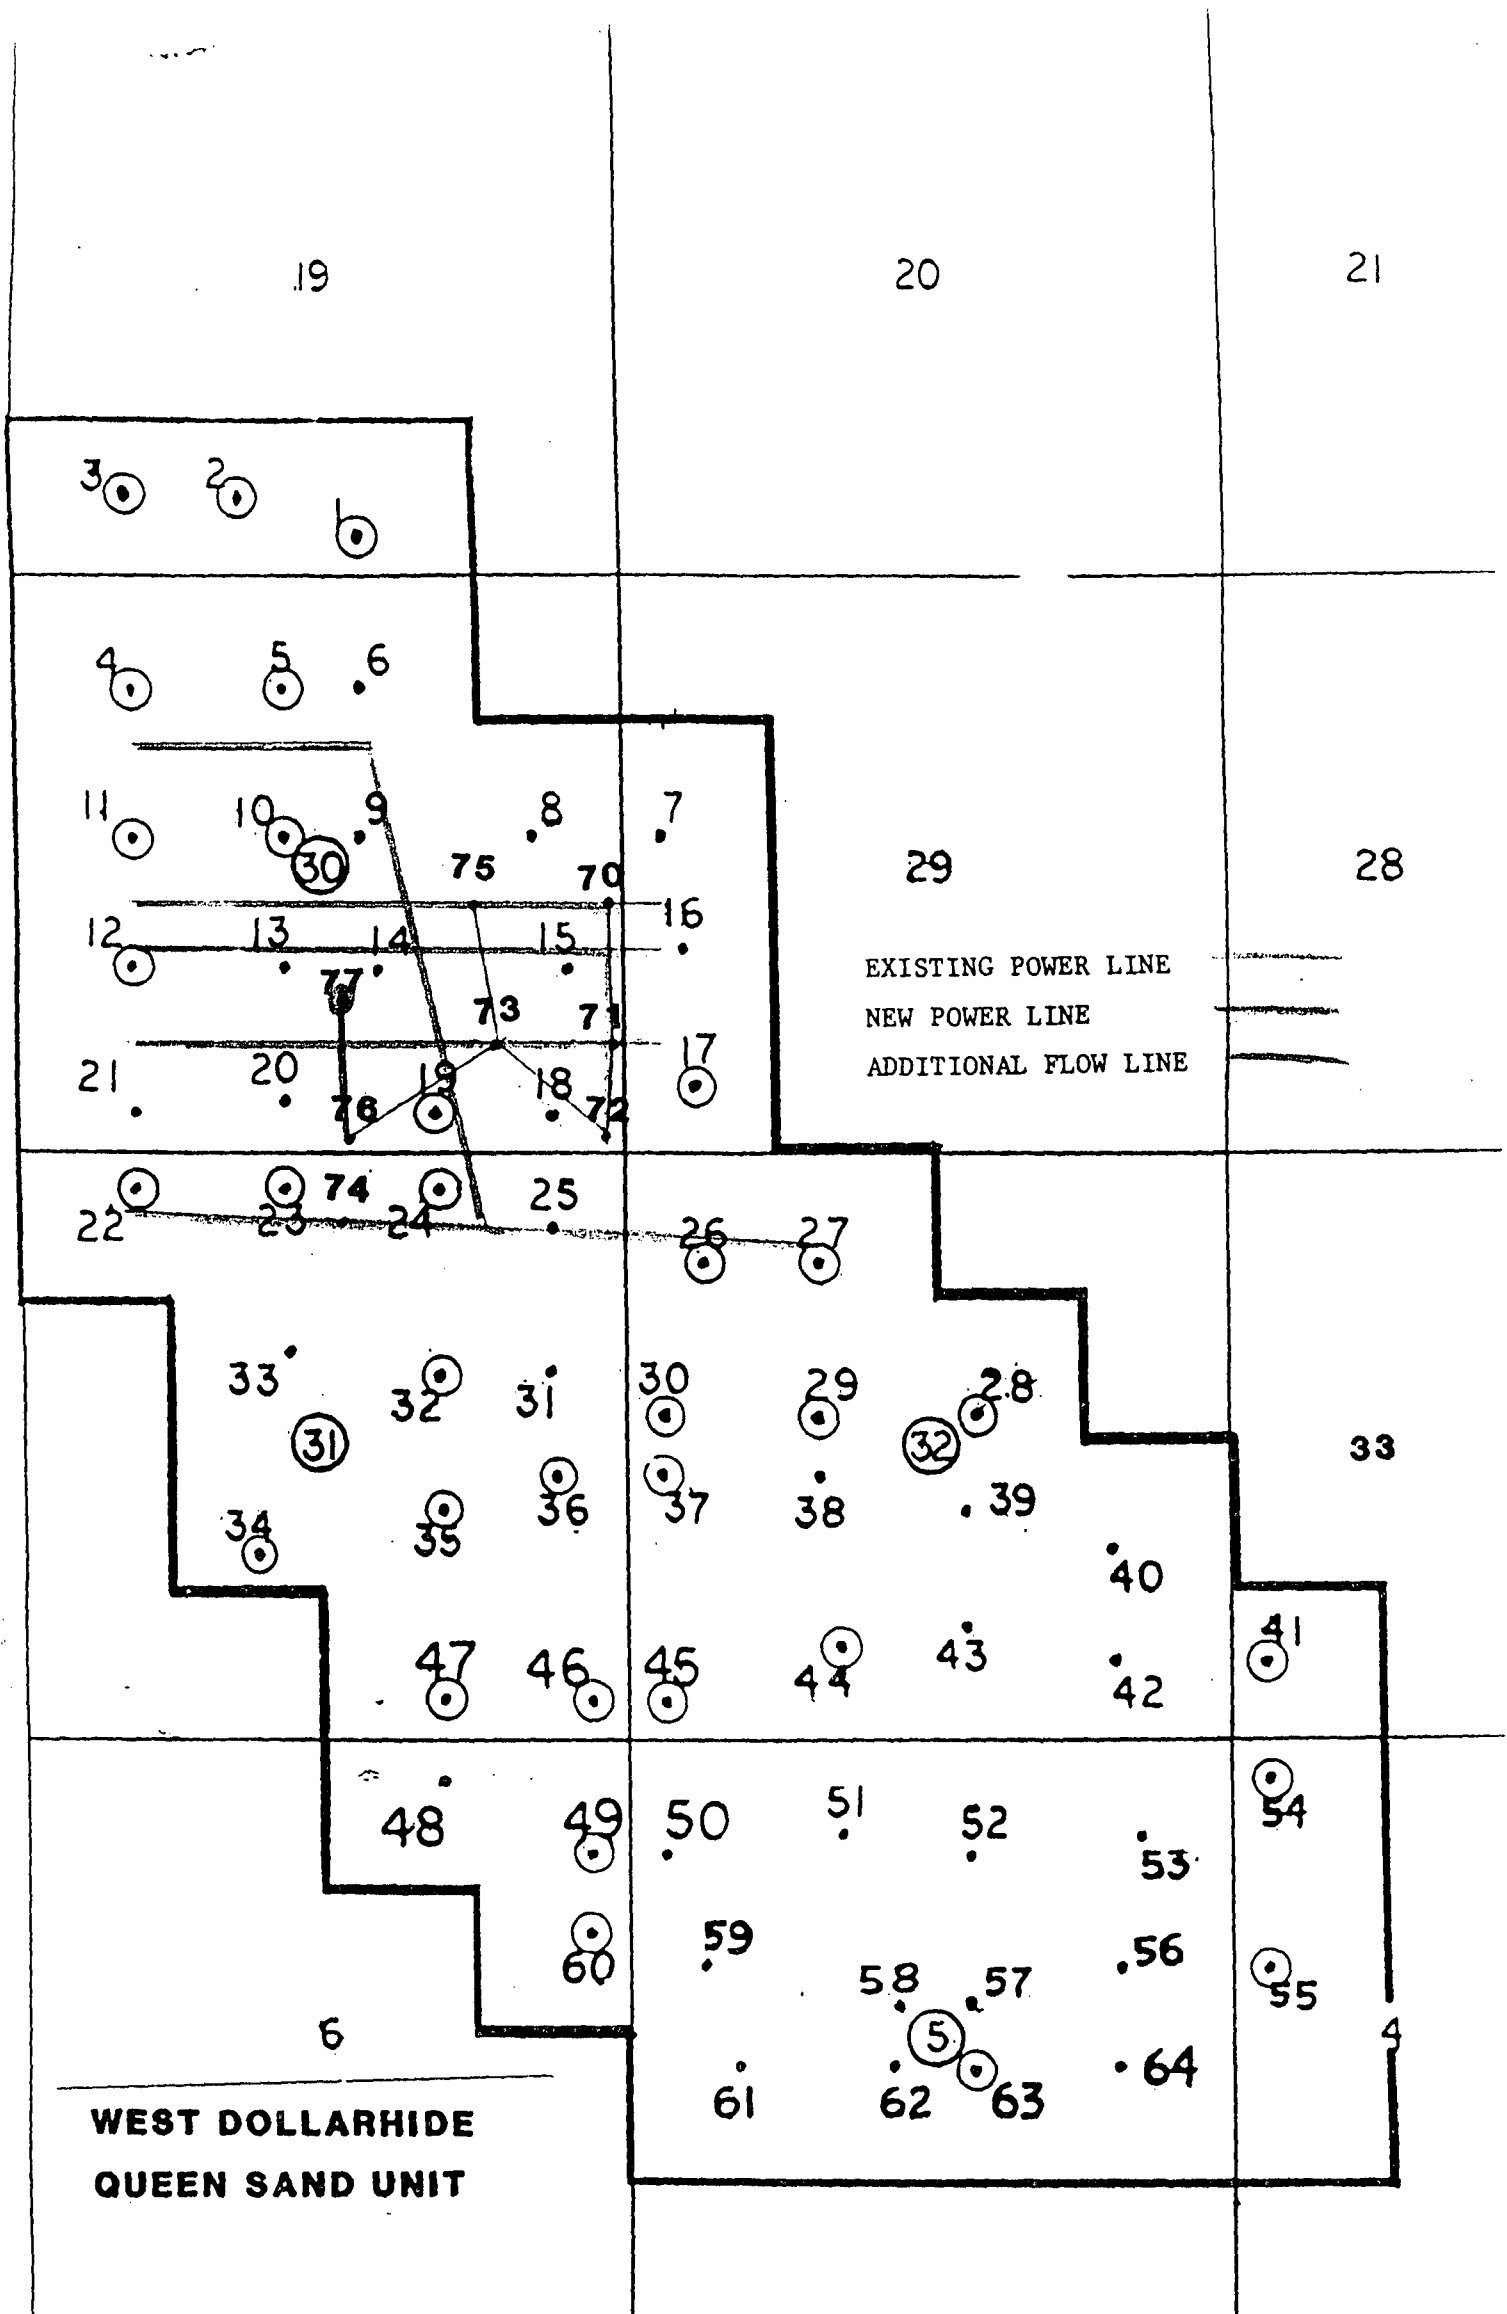 19 20 21
3 2 1
4 5 6
11 10 9 8 7
30 75 70 29 28
12 13 14 15 16
EXISTING POWER LINE
77 73 71 NEW POWER LINE
21 20 19 18 17 ADDITIONAL FLOW LINE
76 72
22 23 74 24 25 26 27
33 32 31 30 29 28
31 32 33
34 35 36 37 38 39
40
47 46 45 44 43 42 41
48 49 50 51 52 53 54
60 59 58 57 56 55
6 5 4
61 62 63 64
WEST DOLLARHIDE
QUEEN SAND UNIT